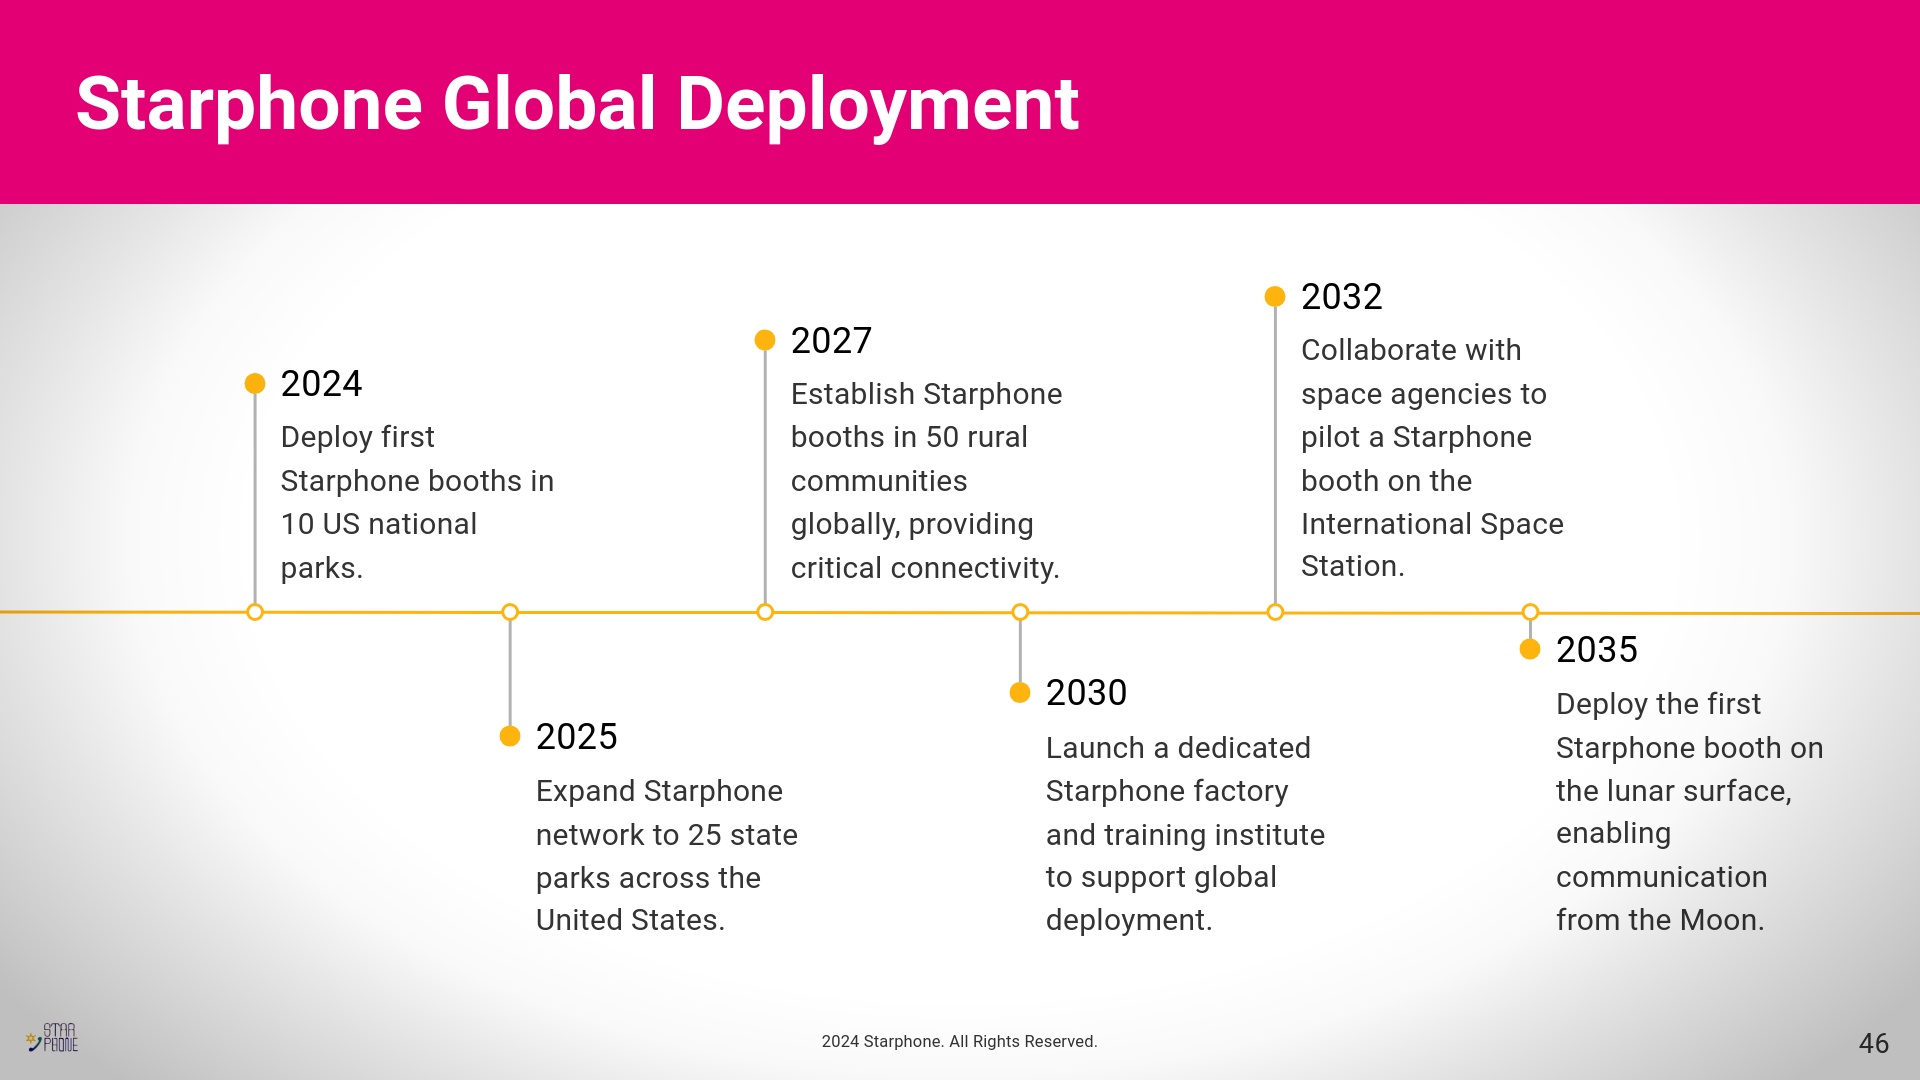 Starphone Global Deployment
2024
Deploy first
Starphone booths in
10 US national
parks.
2025
Expand Starphone
network to 25 state
parks across the
United States.
2027
Establish Starphone
booths in 50 rural
communities
globally, providing
critical connectivity.
2030
Launch a dedicated
Starphone factory
and training institute
to support global
deployment.
2032
Collaborate with
space agencies to
pilot a Starphone
booth on the
International Space
Station.
2035
Deploy the first
Starphone booth on
the lunar surface,
enabling
communication
from the Moon.
STAR
PHONE
2024 Starphone. All Rights Reserved.
46